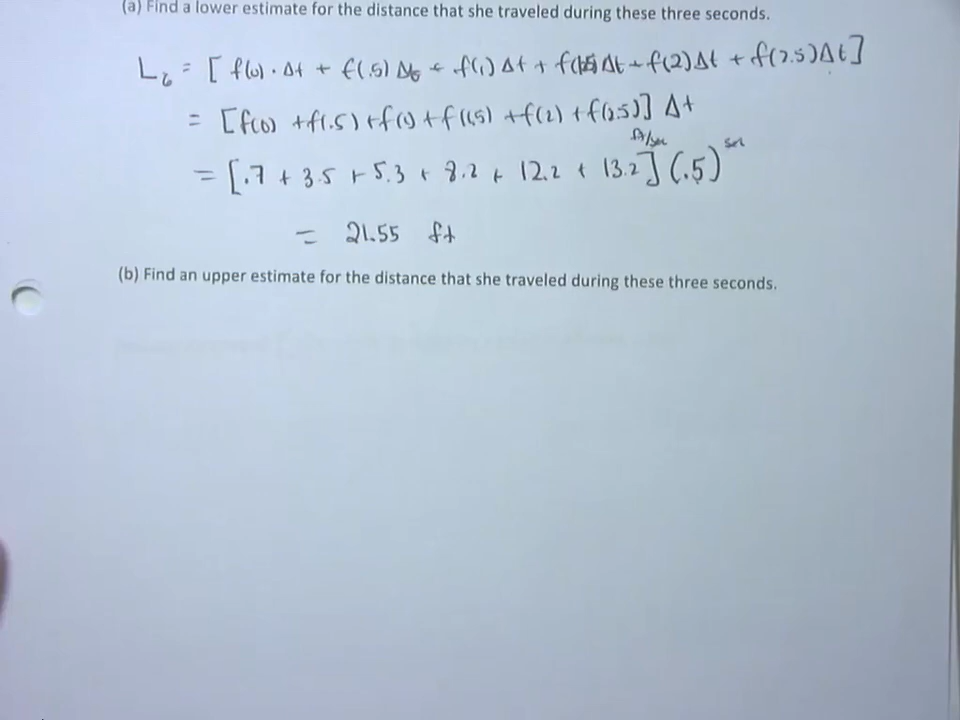 (a) Find a lower estimate for the distance that she traveled during these three seconds.
L₆ = [ f(0) · Δt + f(.5) Δt + f(1) Δt + f(1.5) Δt + f(2) Δt + f(2.5) Δt ]
= [f(0) + f(.5) + f(1) + f(1.5) + f(2) + f(2.5)] Δt
= [.7 + 3.5 + 5.3 + 8.2 + 12.2 + 13.2] ft/sec (.5) sec
= 21.55 ft
(b) Find an upper estimate for the distance that she traveled during these three seconds.